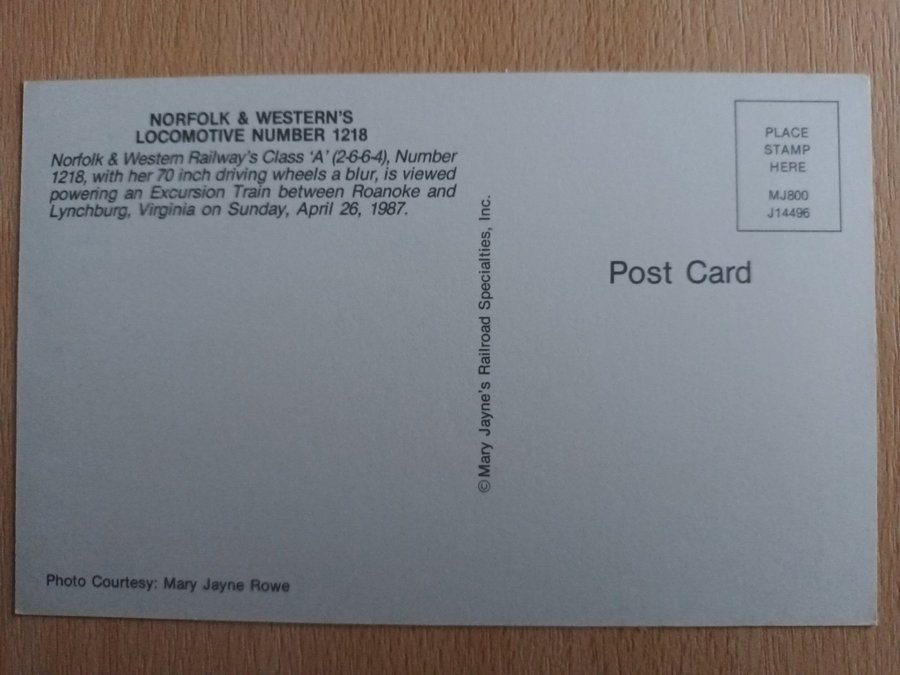 NORFOLK & WESTERN'S
LOCOMOTIVE NUMBER 1218
Norfolk & Western Railway's Class 'A' (2-6-6-4), Number
1218, with her 70 inch driving wheels a blur, is viewed
powering an Excursion Train between Roanoke and
Lynchburg, Virginia on Sunday, April 26, 1987.
Photo Courtesy: Mary Jayne Rowe
© Mary Jayne's Railroad Specialties, Inc.
PLACE
STAMP
HERE
MJ800
J14496
Post Card